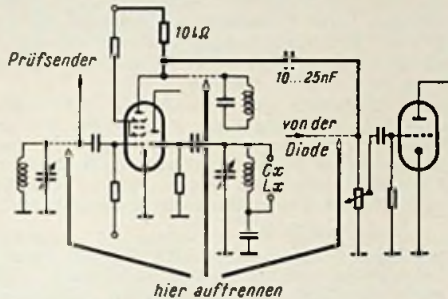 10kΩ
Prüfsender
10...25nF
von der
Diode
Cx
Lx
hier auftrennen